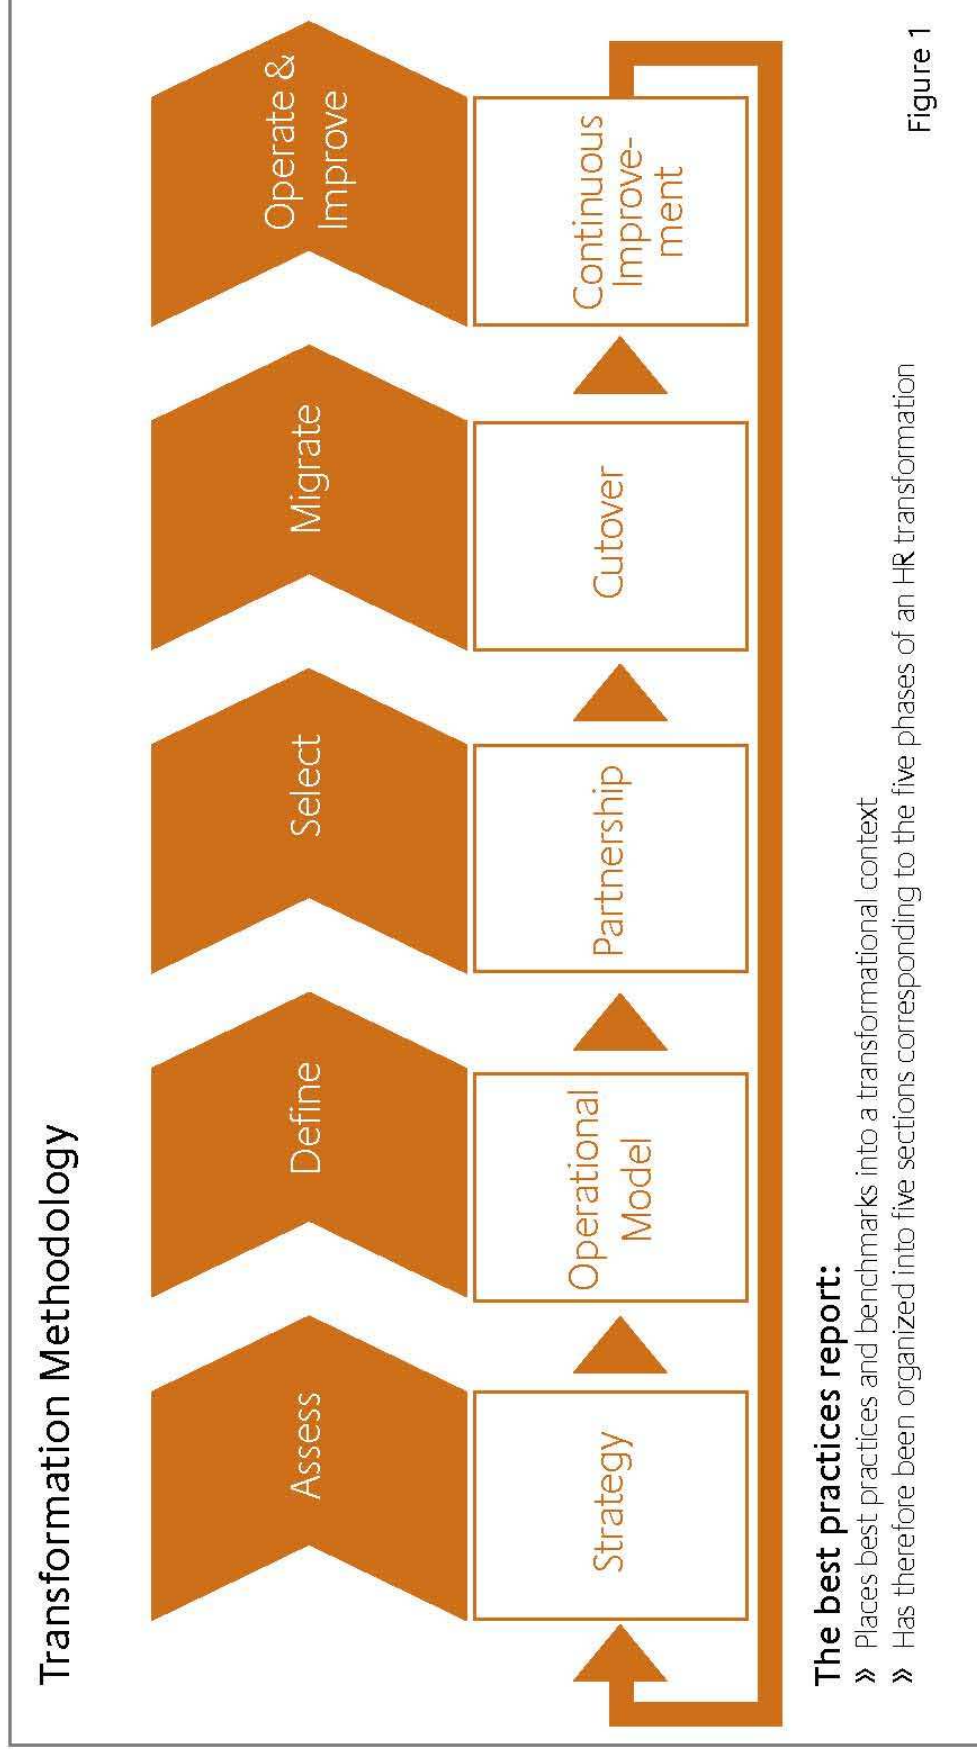 Transformation Methodology
Assess
Define
Select
Migrate
Operate &
Improve
Strategy
Operational
Model
Partnership
Cutover
Continuous
Improve-
ment
The best practices report:
» Places best practices and benchmarks into a transformational context
» Has therefore been organized into five sections corresponding to the five phases of an HR transformation
Figure 1